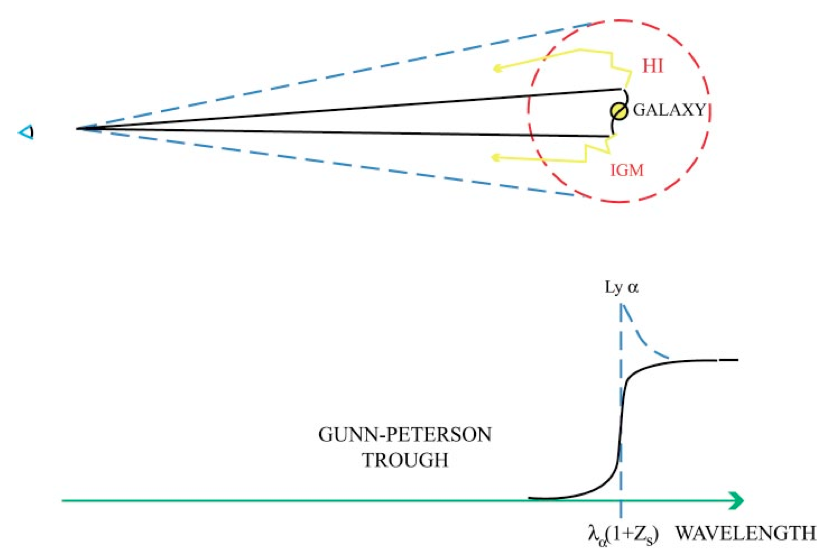 HI
GALAXY
IGM
Ly α
GUNN-PETERSON
TROUGH
λα(1+Zs) WAVELENGTH